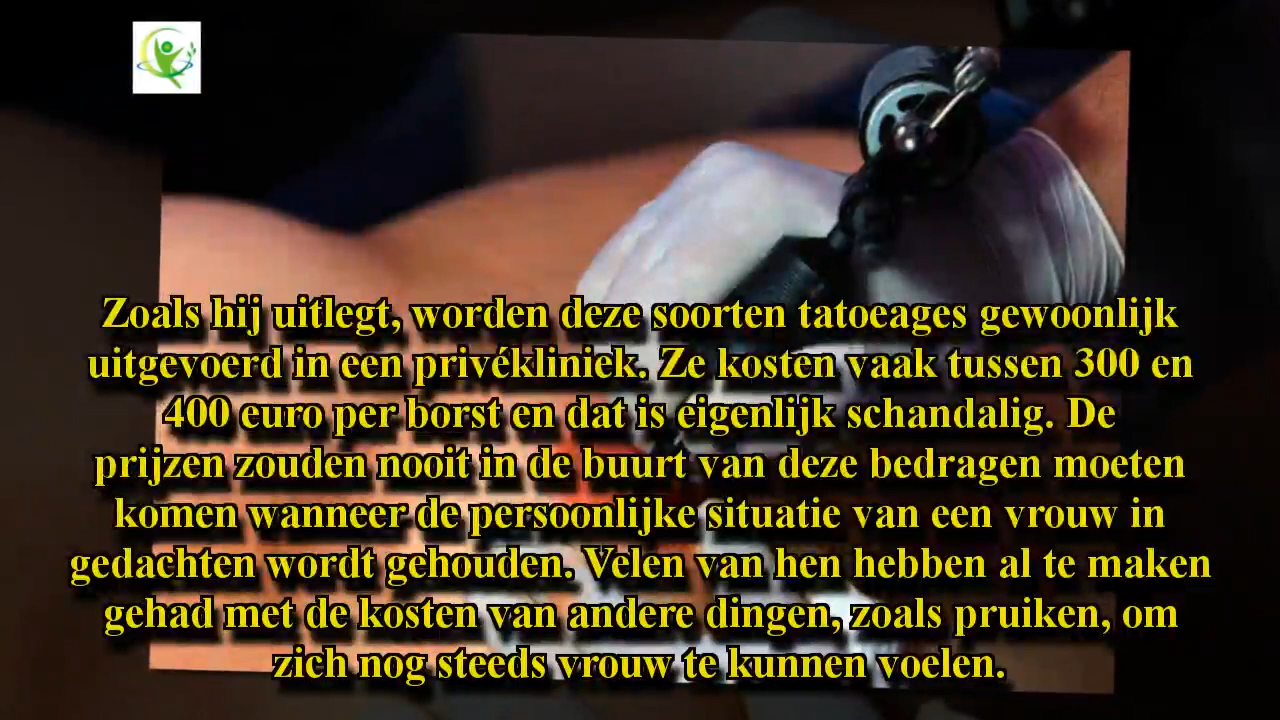 Zoals hij uitlegt, worden deze soorten tatoeages gewoonlijk
uitgevoerd in een privékliniek. Ze kosten vaak tussen 300 en
400 euro per borst en dat is eigenlijk schandalig. De
prijzen zouden nooit in de buurt van deze bedragen moeten
komen wanneer de persoonlijke situatie van een vrouw in
gedachten wordt gehouden. Velen van hen hebben al te maken
gehad met de kosten van andere dingen, zoals pruiken, om
zich nog steeds vrouw te kunnen voelen.